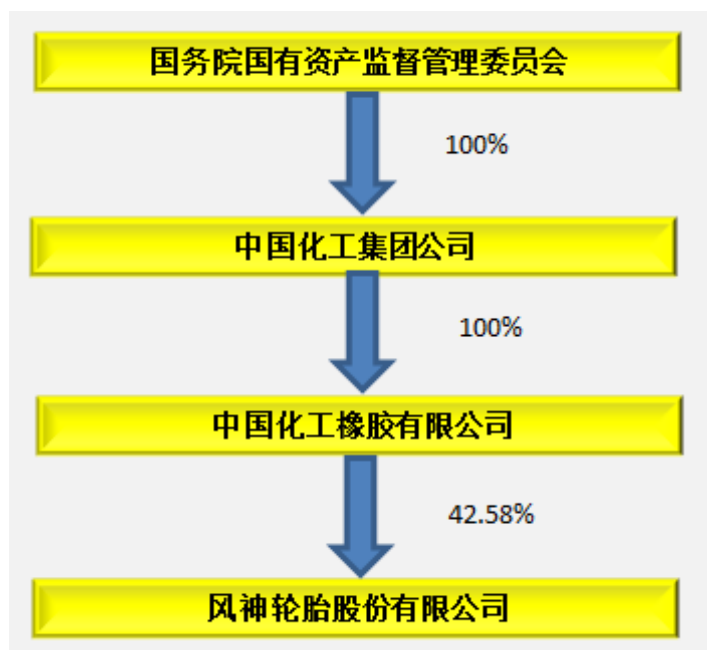 国务院国有资产监督管理委员会
100%
中国化工集团公司
100%
中国化工橡胶有限公司
42.58%
风神轮胎股份有限公司